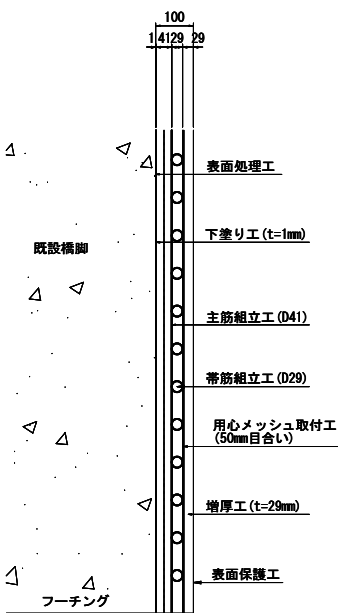 100
1 41 29 29
表面処理工
下塗り工(t=1mm)
既設橋脚
主筋組立工(D41)
帯筋組立工(D29)
用心メッシュ取付工
(50mm目合い)
増厚工(t=29mm)
表面保護工
フーチング